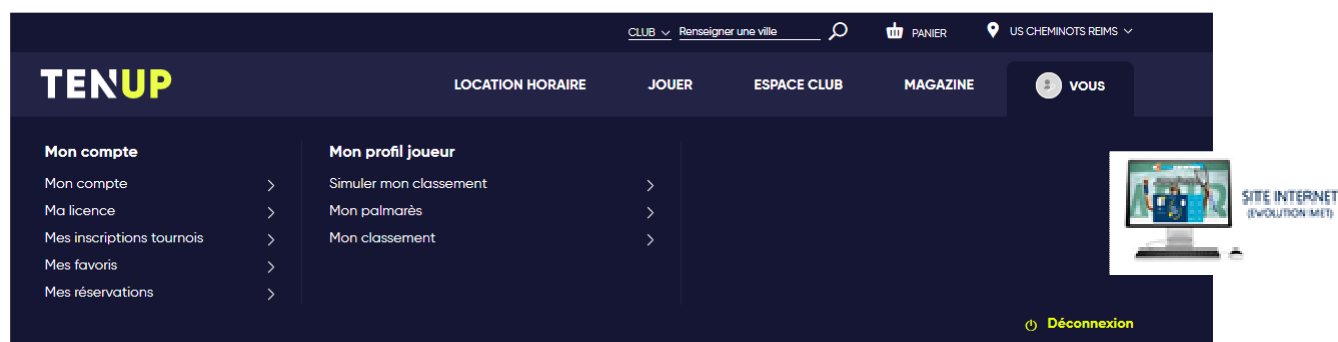 CLUB Renseigner une ville PANIER US CHEMINOTS REIMS
TENUP LOCATION HORAIRE JOUER ESPACE CLUB MAGAZINE VOUS
Mon compte
Mon compte
Ma licence
Mes inscriptions tournois
Mes favoris
Mes réservations
Mon profil joueur
Simuler mon classement
Mon palmarès
Mon classement
SITE INTERNET
Déconnexion